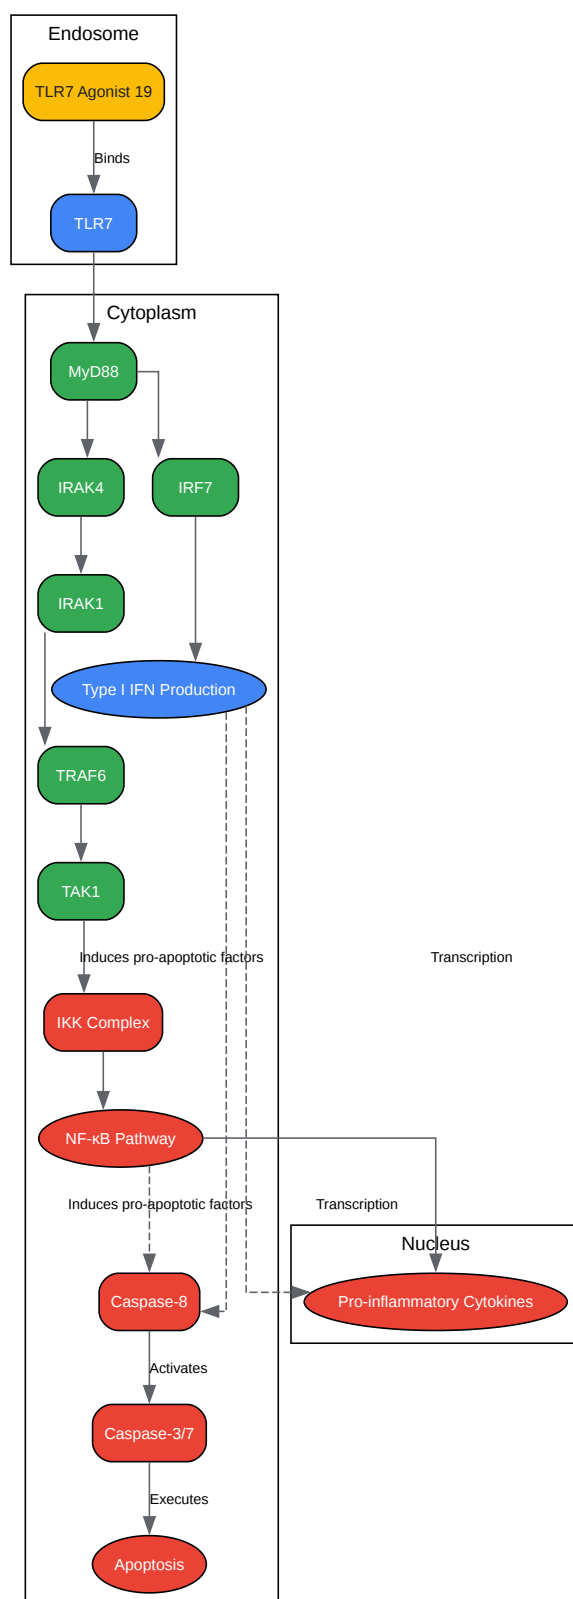 Endosome
TLR7 Agonist 19
Binds
TLR7
Cytoplasm
MyD88
IRAK4
IRF7
IRAK1
Type I IFN Production
TRAF6
TAK1
Induces pro-apoptotic factors
Transcription
IKK Complex
NF-κB Pathway
Induces pro-apoptotic factors
Transcription
Nucleus
Caspase-8
Pro-inflammatory Cytokines
Activates
Caspase-3/7
Executes
Apoptosis